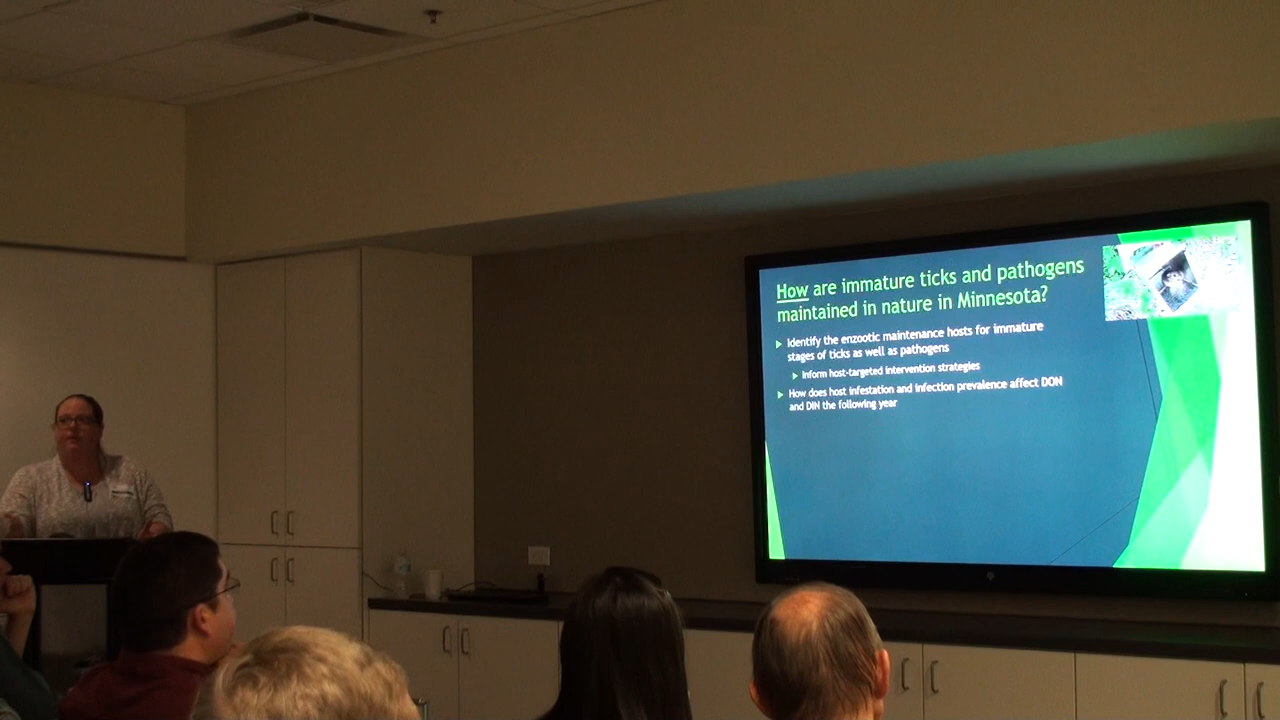 How are immature ticks and pathogens
maintained in nature in Minnesota?
Identify the enzootic maintenance hosts for immature
stages of ticks as well as pathogens
Inform host-targeted intervention strategies
How does host infestation and infection prevalence affect DON
and DIN the following year